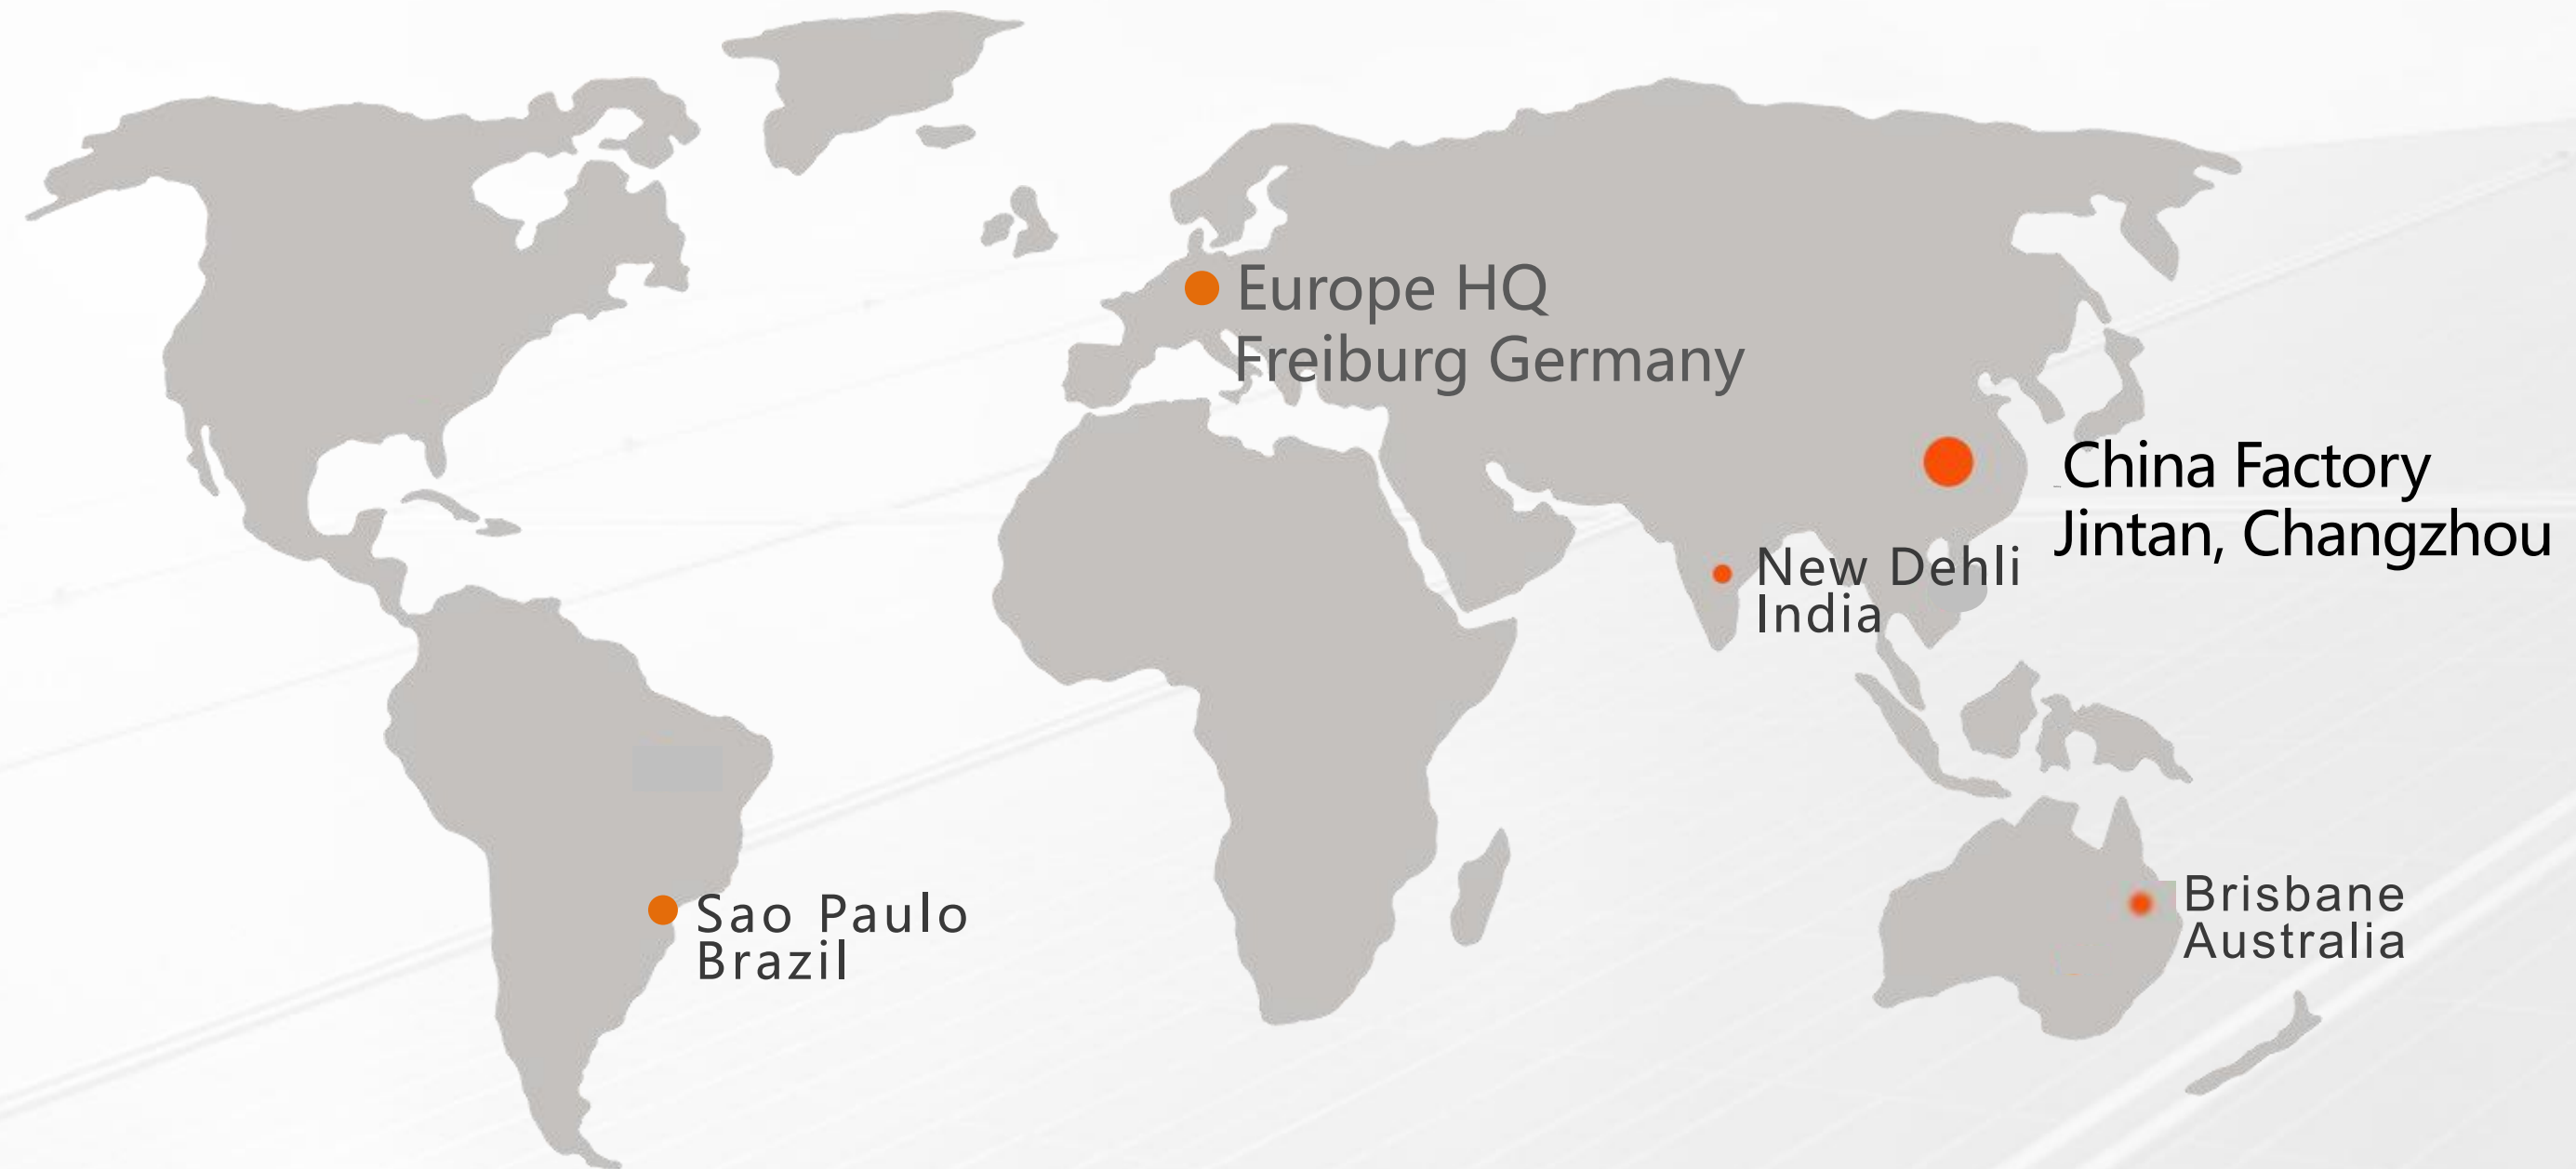 Europe HQ
Freiburg Germany
China Factory
Jintan, Changzhou
New Dehli
India
Sao Paulo
Brazil
Brisbane
Australia